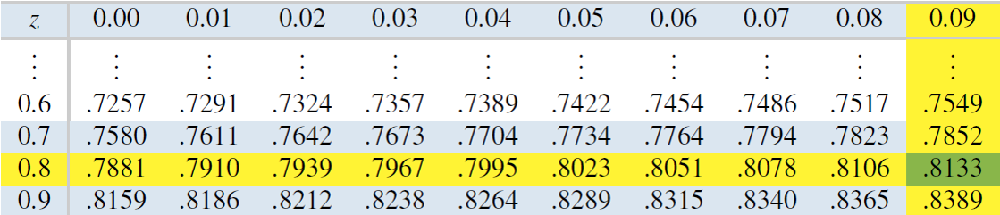 z 0.00 0.01 0.02 0.03 0.04 0.05 0.06 0.07 0.08 0.09
⋮ ⋮ ⋮ ⋮ ⋮ ⋮ ⋮ ⋮ ⋮ ⋮ ⋮
0.6 .7257 .7291 .7324 .7357 .7389 .7422 .7454 .7486 .7517 .7549
0.7 .7580 .7611 .7642 .7673 .7704 .7734 .7764 .7794 .7823 .7852
0.8 .7881 .7910 .7939 .7967 .7995 .8023 .8051 .8078 .8106 .8133
0.9 .8159 .8186 .8212 .8238 .8264 .8289 .8315 .8340 .8365 .8389